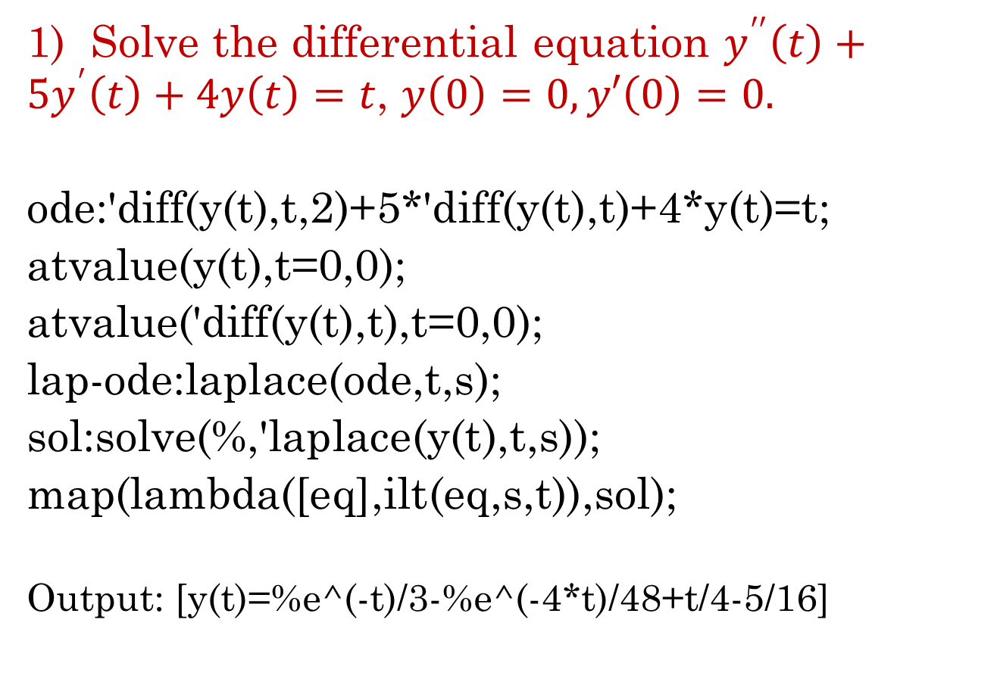 1) Solve the differential equation y′′(t) +
5y′(t) + 4y(t) = t, y(0) = 0, y′(0) = 0.
ode:'diff(y(t),t,2)+5*'diff(y(t),t)+4*y(t)=t;
atvalue(y(t),t=0,0);
atvalue('diff(y(t),t),t=0,0);
lap-ode:laplace(ode,t,s);
sol:solve(%,'laplace(y(t),t,s));
map(lambda([eq],ilt(eq,s,t)),sol);
Output: [y(t)=%e^(-t)/3-%e^(-4*t)/48+t/4-5/16]